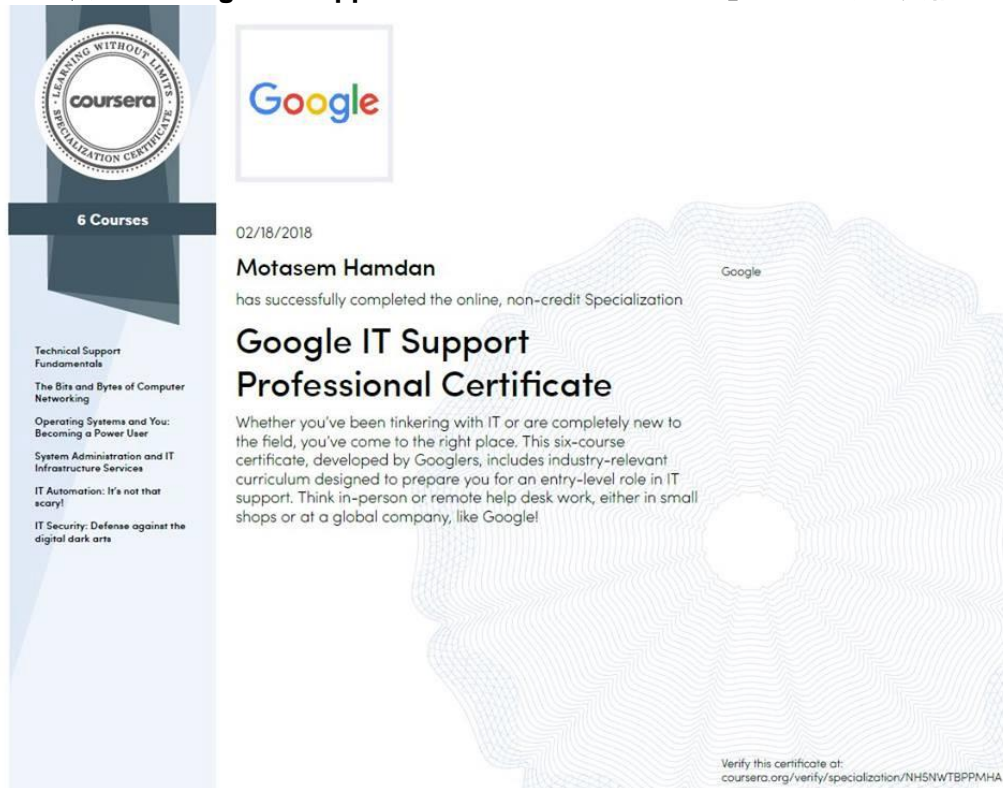 LEARNING WITHOUT LIMITS
coursera
SPECIALIZATION CERTIFICATE
6 Courses
Technical Support
Fundamentals
The Bits and Bytes of Computer
Networking
Operating Systems and You:
Becoming a Power User
System Administration and IT
Infrastructure Services
IT Automation: It's not that
scary!
IT Security: Defense against the
digital dark arts
Google
02/18/2018
Motasem Hamdan
has successfully completed the online, non-credit Specialization
Google IT Support
Professional Certificate
Whether you've been tinkering with IT or are completely new to
the field, you've come to the right place. This six-course
certificate, developed by Googlers, includes industry-relevant
curriculum designed to prepare you for an entry-level role in IT
support. Think in-person or remote help desk work, either in small
shops or at a global company, like Google!
Google
Verify this certificate at:
coursera.org/verify/specialization/NH5NWTBPPMHA